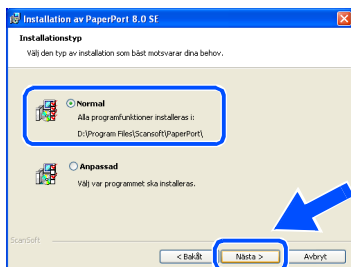 Installation av PaperPort 8.0 SE
Installationstyp
Välj den typ av installation som bäst motsvarar dina behov.
Normal
Alla programfunktioner installeras i:
D:\Program Files\Scansoft\PaperPort\
Anpassad
Välj var programmet ska installeras.
ScanSoft
< Bakåt
Nästa >
Avbryt